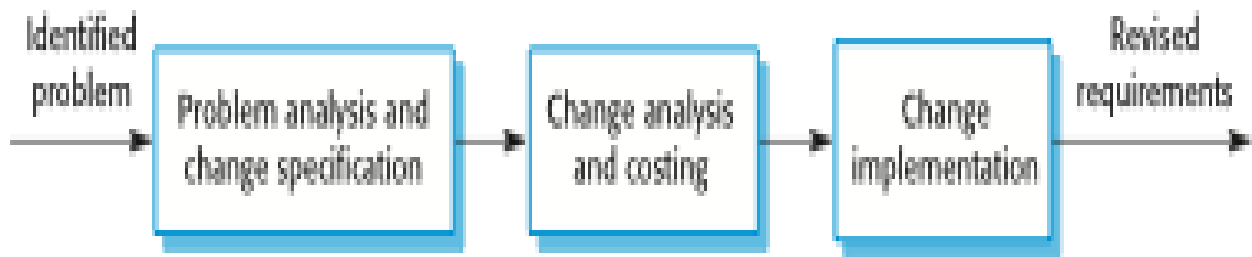 Identified
problem
Problem analysis and
change specification
Change analysis
and costing
Change
implementation
Revised
requirements